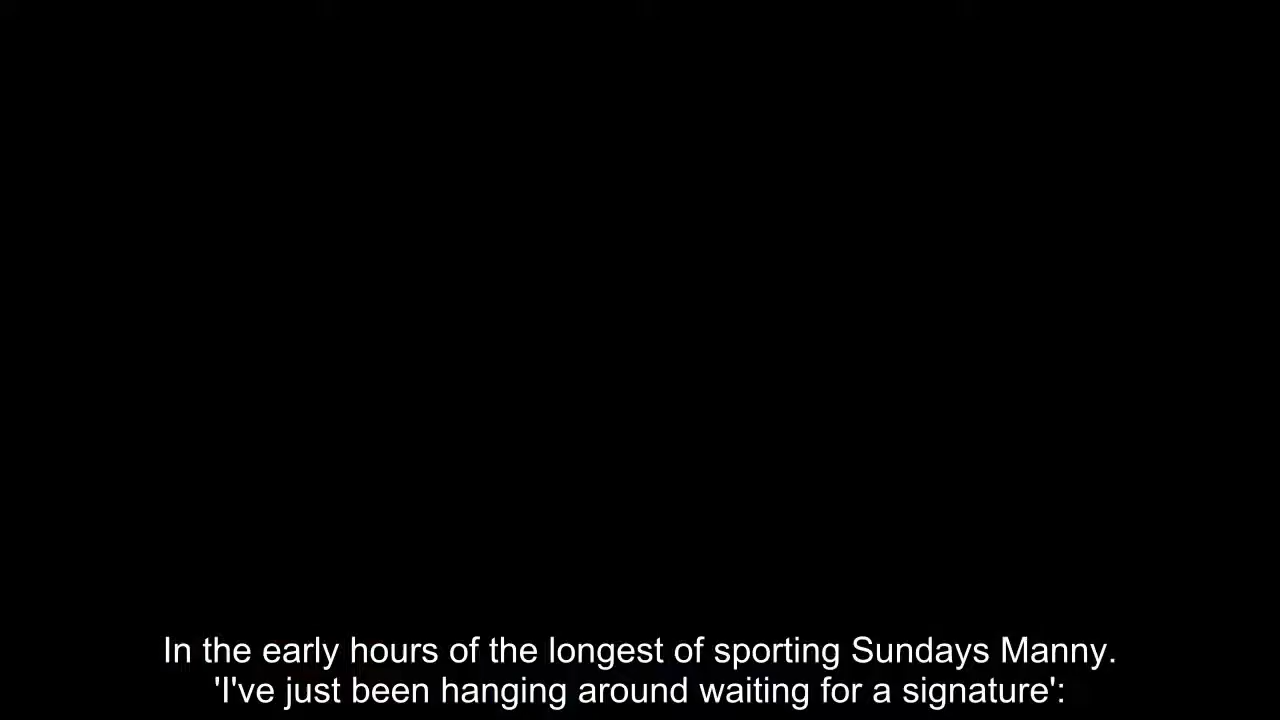 In the early hours of the longest of sporting Sundays Manny.
'I've just been hanging around waiting for a signature':